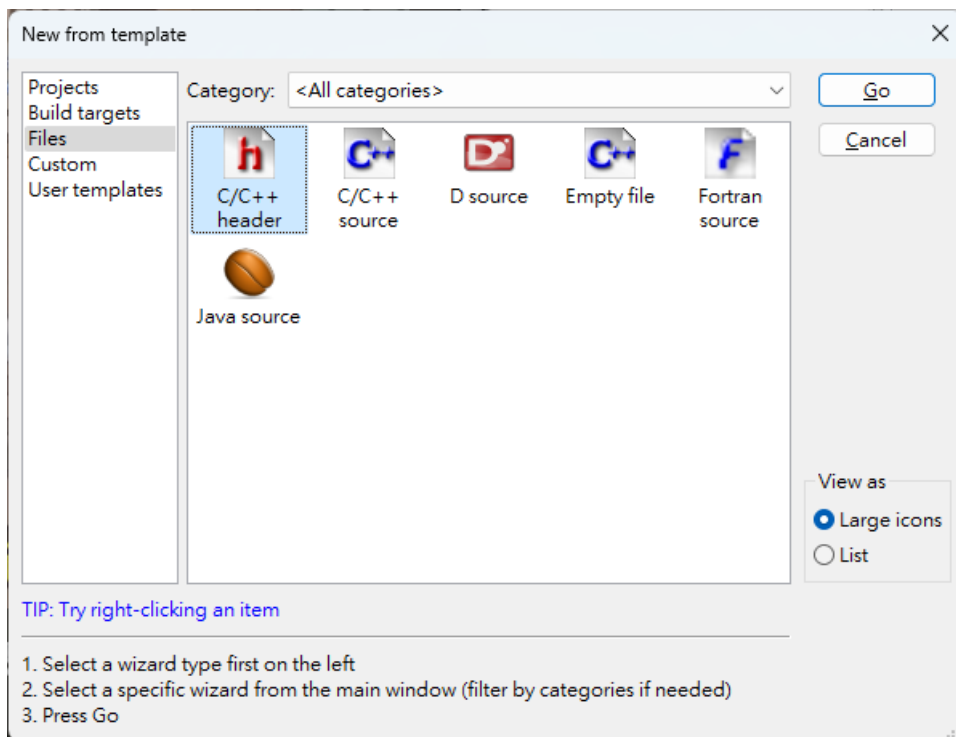 New from template
Projects
Build targets
Files
Custom
User templates
Category:
<All categories>
Go
Cancel
h
C/C++
header
C++
C/C++
source
D
D source
C++
Empty file
F
Fortran
source
Java source
View as
Large icons
List
TIP: Try right-clicking an item
1. Select a wizard type first on the left
2. Select a specific wizard from the main window (filter by categories if needed)
3. Press Go